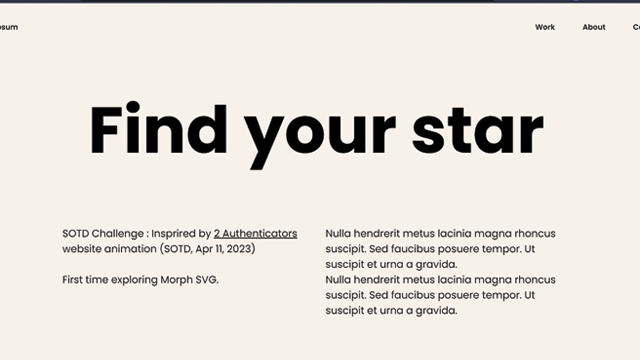 Work About
Find your star
SOTD Challenge : Insprired by 2 Authenticators
website animation (SOTD, Apr 11, 2023)
First time exploring Morph SVG.
Nulla hendrerit metus lacinia magna rhoncus
suscipit. Sed faucibus posuere tempor. Ut
suscipit et urna a gravida.
Nulla hendrerit metus lacinia magna rhoncus
suscipit. Sed faucibus posuere tempor. Ut
suscipit et urna a gravida.